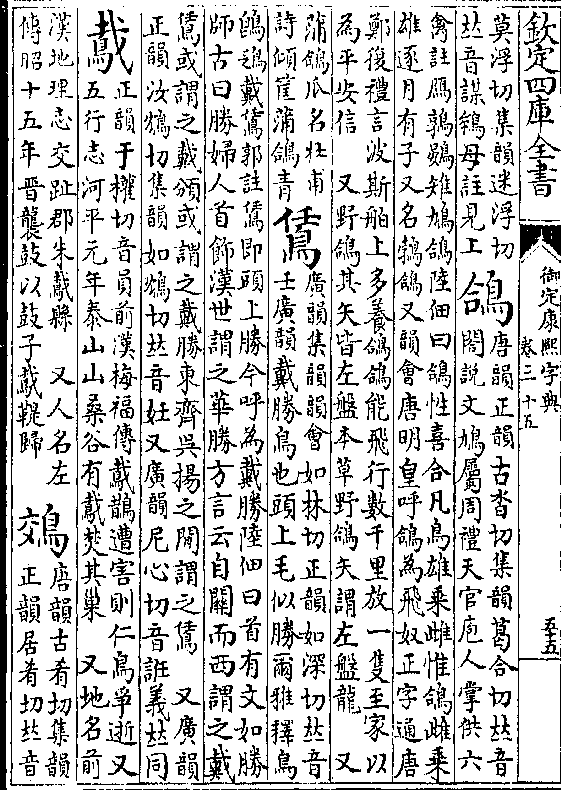 欽定四庫全書
御定康熙字典
卷三十五
五十五
莫浮切集韻迷浮切
𠀤音謀鴾母註見上
鴿
唐韻正韻古沓切集韻葛合切𠀤音
閤說文鳩屬周禮天官庖人掌供六
禽註鴈鶉鷃雉鳩鴿陸佃曰鴿性喜合凡鳥雄乘雌惟鴿雌乘
雄逐月有子又名鵓鴿又韻會唐明皇呼鴿為飛奴正字通唐
鄭復禮言波斯舶上多養鴿鴿能飛行數千里放一隻至家以
為平安信 又野鴿其矢皆左盤本草野鴿矢謂左盤龍 又
蒲鴿瓜名杜甫
詩傾筐蒲鴿青
鵀
廣韻集韻韻會如林切正韻如深切𠀤音
壬廣韻戴勝鳥也頭上毛似勝爾雅釋鳥
鵖鴔戴鵀郭註鵀即頭上勝今呼為戴勝陸佃曰首有文如勝
師古曰勝婦人首飾漢世謂之華勝方言云自關而西謂之戴
鵀或謂之戴頒或謂之戴勝東齊吳揚之閒謂之鵀 又廣韻
正韻汝鴆切集韻如鴆切𠀤音妊又廣韻尼心切音誑義𠀤同
䳒
正韻于權切音員前漢梅福傳䳒鵲遭害則仁鳥爭逝又
五行志河平元年泰山山桑谷有䳒焚其巢 又地名前
漢地理志交趾郡朱䳒縣 又人名左
傳昭十五年晉襲鼓以鼓子䳒鞮歸
䴔
唐韻古肴切集韻
正韻居肴切𠀤音